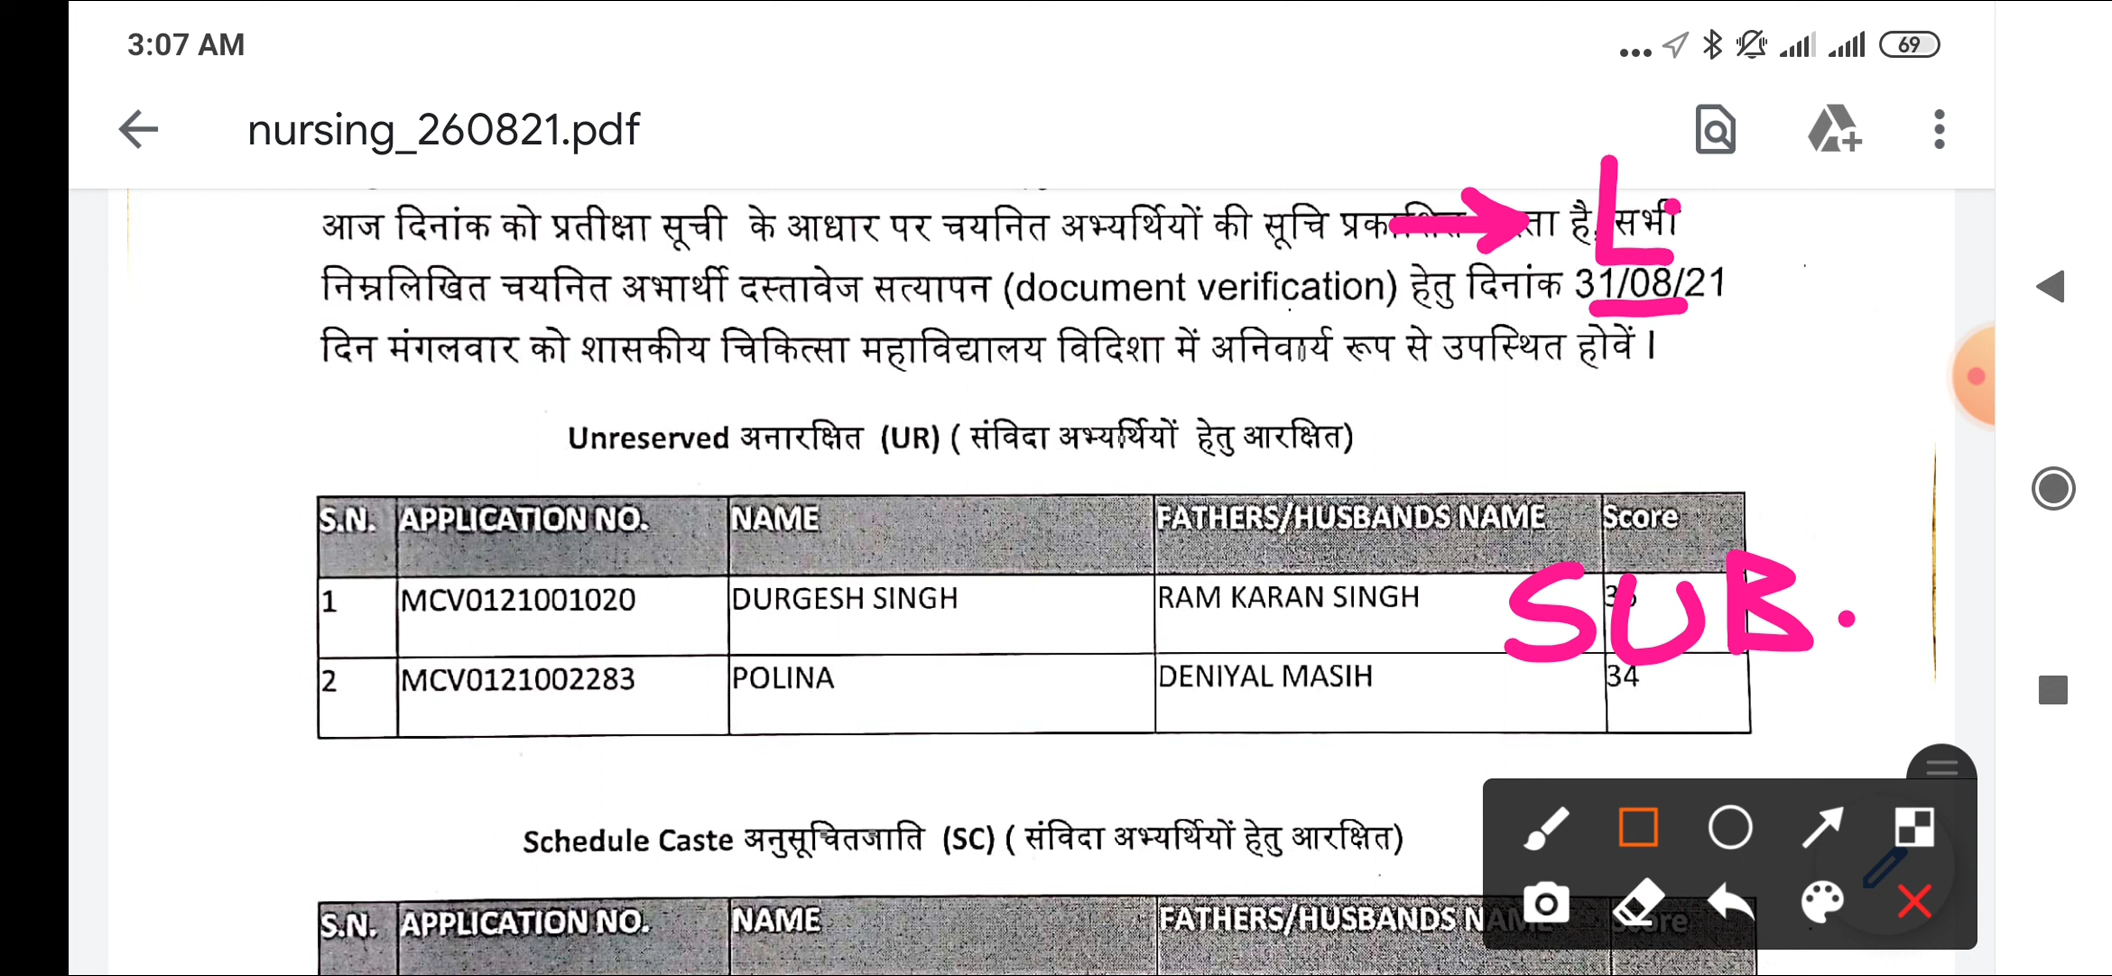 3:07 AM
69
nursing_260821.pdf
L
आज दिनांक को प्रतीक्षा सूची के आधार पर चयनित अभ्यर्थियों की सूचि है, सभी
निम्नलिखित चयनित अभार्थी दस्तावेज सत्यापन (document verification) हेतु दिनांक 31/08/21
दिन मंगलवार को शासकीय चिकित्सा महाविद्यालय विदिशा में अनिवार्य रूप से उपस्थित होवें ।
Unreserved अनारक्षित (UR) ( संविदा अभ्यर्थियों हेतु आरक्षित)
S.N. APPLICATION NO. NAME FATHERS/HUSBANDS NAME Score
1 MCV0121001020 DURGESH SINGH RAM KARAN SINGH
SUB.
2 MCV0121002283 POLINA DENIYAL MASIH 34
Schedule Caste अनुसूचितजाति (SC) ( संविदा अभ्यर्थियों हेतु आरक्षित)
S.N. APPLICATION NO. NAME FATHERS/HUSBANDS NAME Score